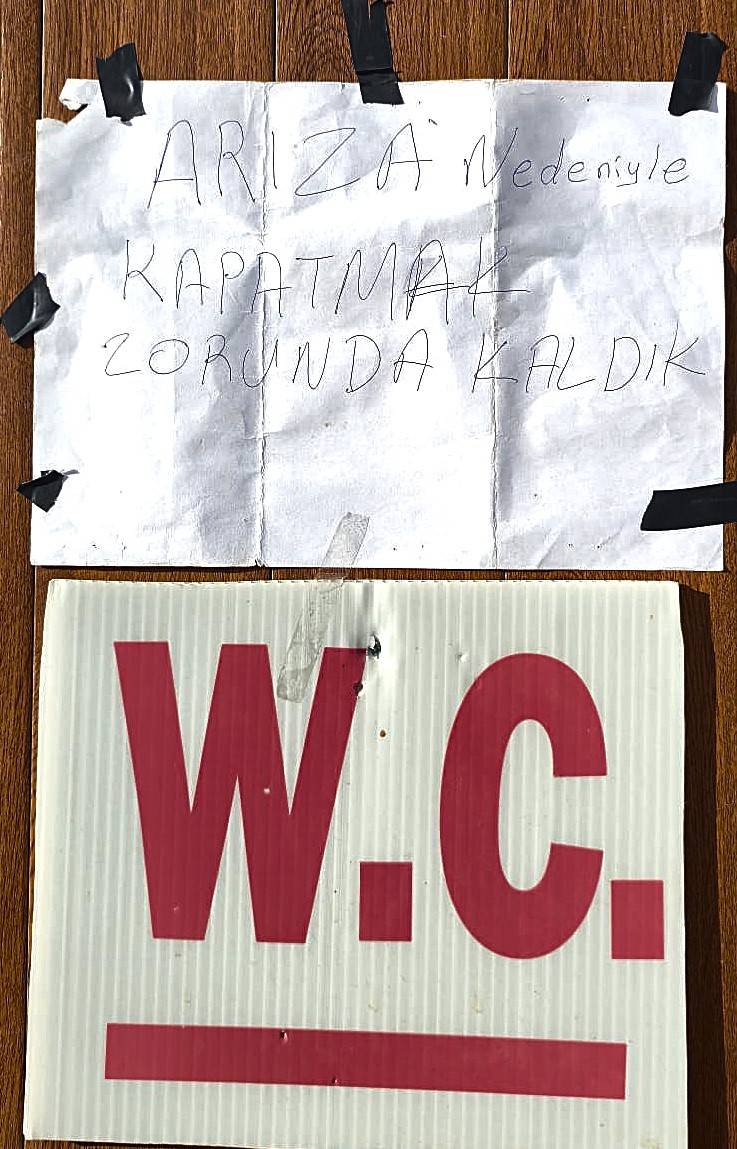 ARIZA Nedeniyle
KAPATMAK
ZORUNDA KALDIK
W.C.